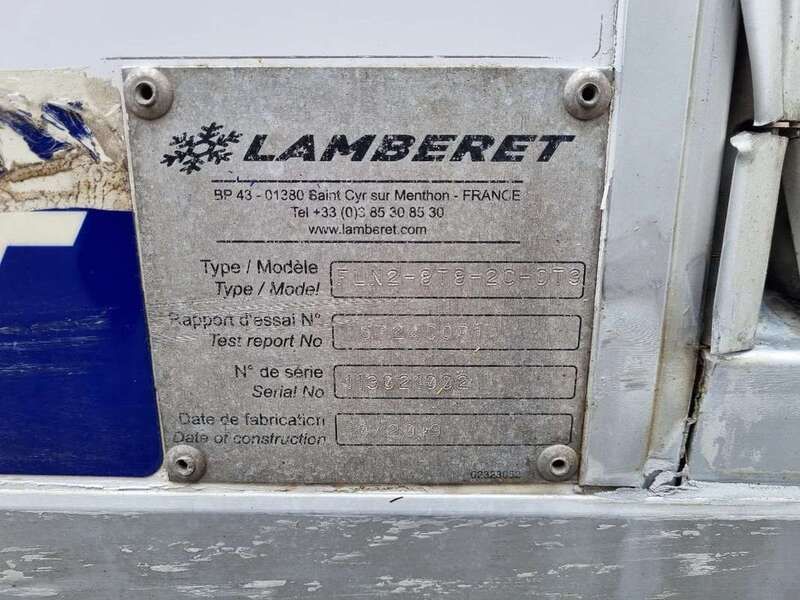 LAMBERET
BP 43 - 01380 Saint Cyr sur Menthon - FRANCE
Tel +33 (0)3 85 30 85 30
www.lamberet.com
Type / Modèle
Type / Model
Rapport d'essai N°
Test report No
N° de série
Serial No
113021002
Date de fabrication
Date of construction